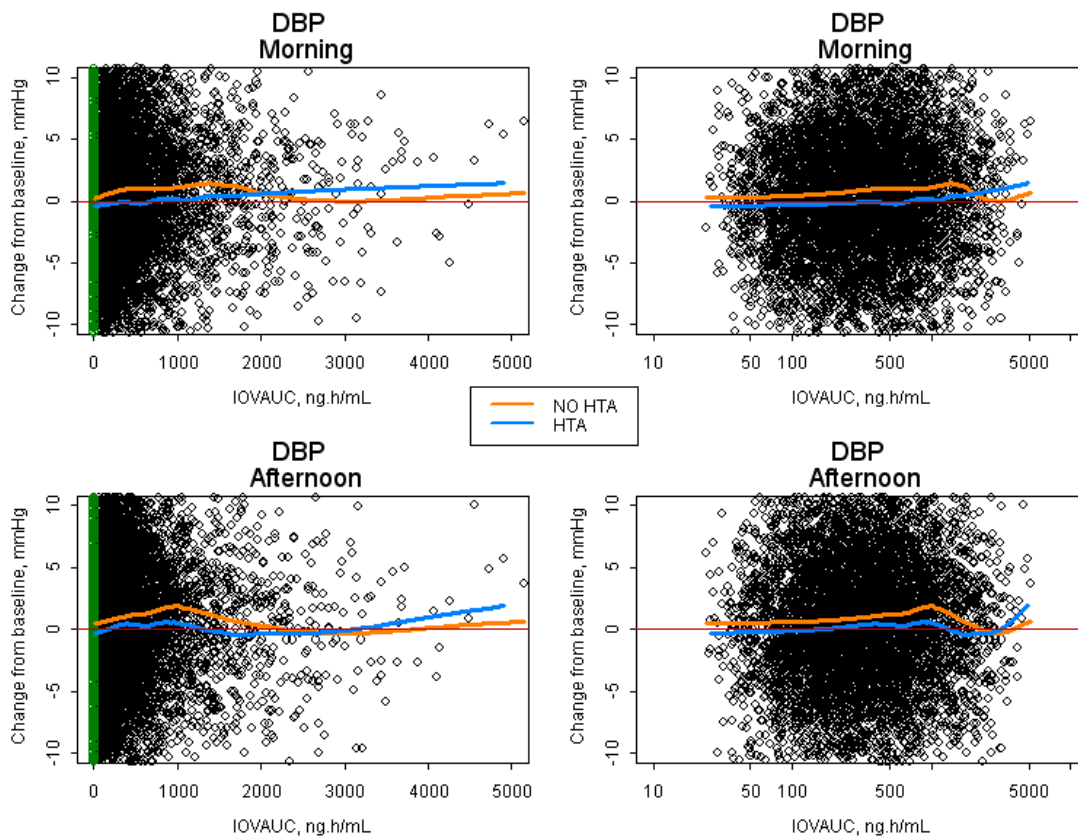 DBP
Morning
Change from baseline, mmHg
10
5
0
-5
-10
0 1000 2000 3000 4000 5000
IOVAUC, ng.h/mL
DBP
Morning
Change from baseline, mmHg
10
5
0
-5
-10
10 50 100 500 5000
IOVAUC, ng.h/mL
NO HTA
HTA
DBP
Afternoon
Change from baseline, mmHg
10
5
0
-5
-10
0 1000 2000 3000 4000 5000
IOVAUC, ng.h/mL
DBP
Afternoon
Change from baseline, mmHg
10
5
0
-5
-10
10 50 100 500 5000
IOVAUC, ng.h/mL